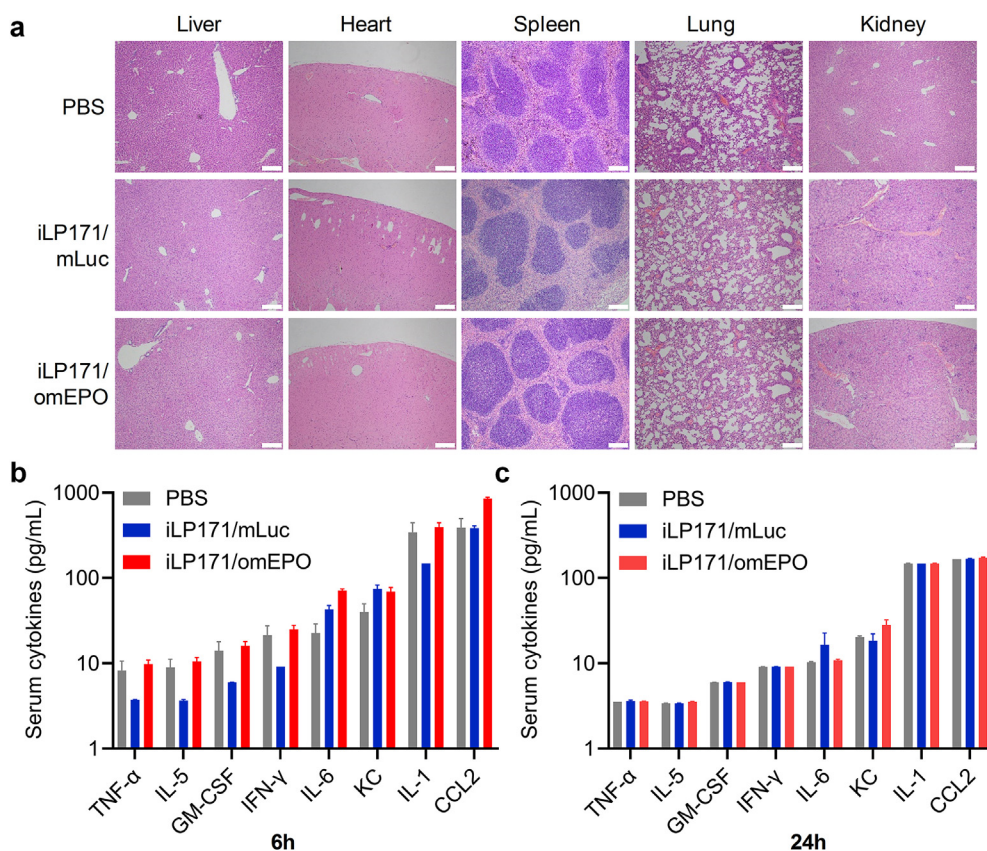 a
Liver Heart Spleen Lung Kidney
PBS
iLP171/
mLuc
iLP171/
omEPO
b
Serum cytokines (pg/mL)
1000
100
10
1
PBS
iLP171/mLuc
iLP171/omEPO
TNF-α IL-5 GM-CSF IFN-γ IL-6 KC IL-1 CCL2
6h
c
Serum cytokines (pg/mL)
1000
100
10
1
PBS
iLP171/mLuc
iLP171/omEPO
TNF-α IL-5 GM-CSF IFN-γ IL-6 KC IL-1 CCL2
24h